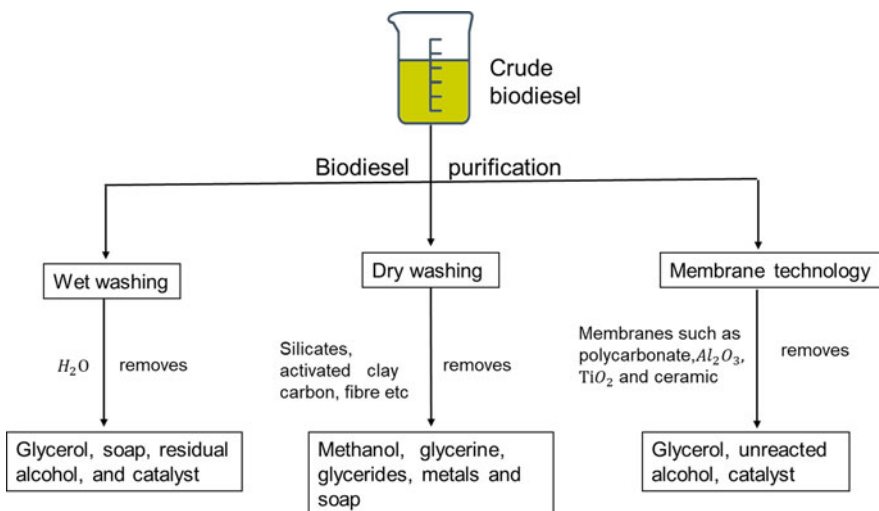 Crude
biodiesel
Biodiesel purification
Wet washing
Dry washing
Membrane technology
H₂O removes
Silicates,
activated clay
carbon, fibre etc
removes
Membranes such as
polycarbonate,Al₂O₃,
TiO₂ and ceramic
removes
Glycerol, soap, residual
alcohol, and catalyst
Methanol, glycerine,
glycerides, metals and
soap
Glycerol, unreacted
alcohol, catalyst